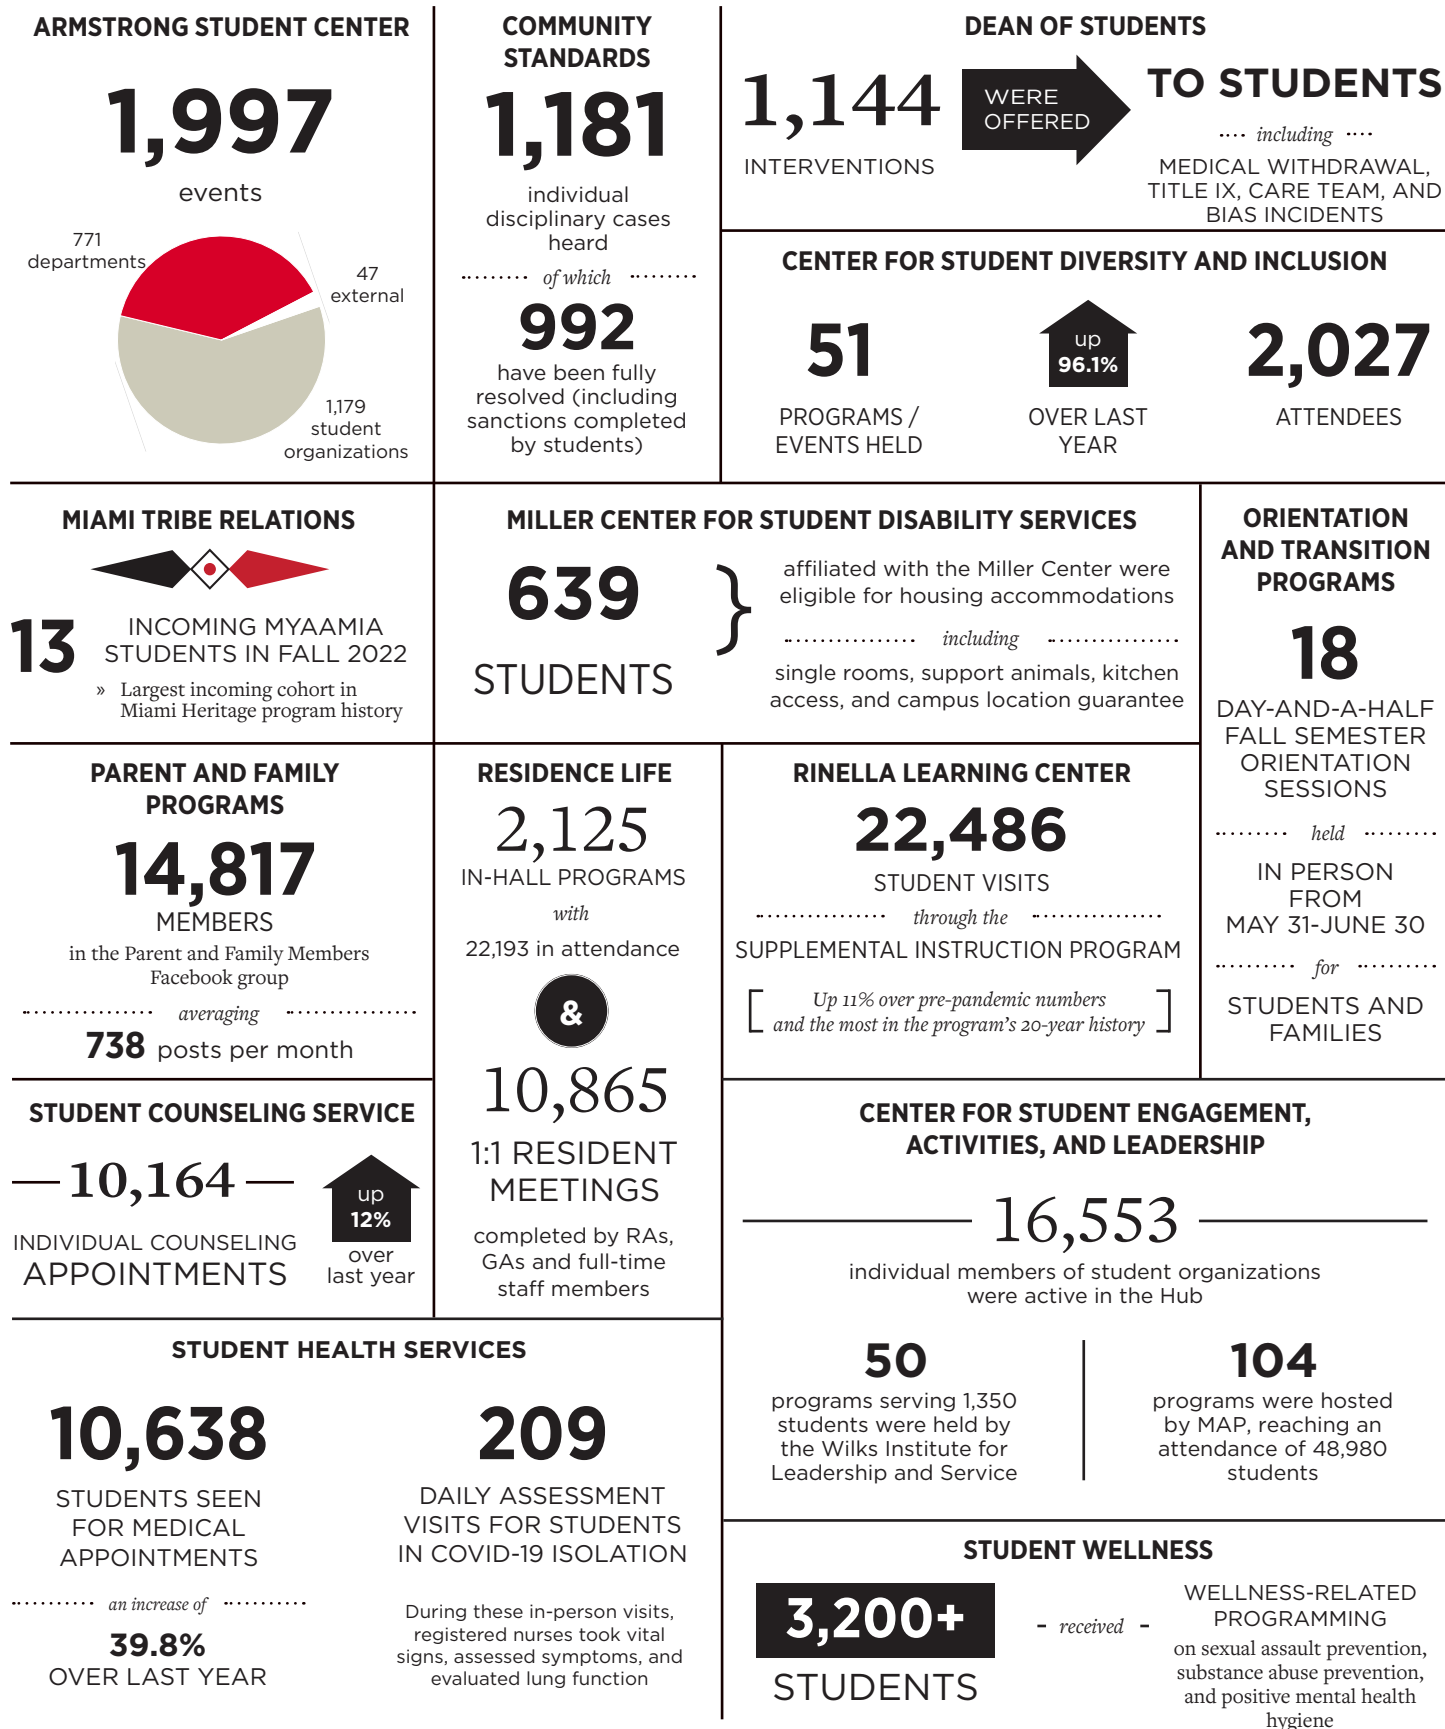 ARMSTRONG STUDENT CENTER
1,997
events
771
departments
47
external
1,179
student
organizations
COMMUNITY
STANDARDS
1,181
individual
disciplinary cases
heard
of which
992
have been fully
resolved (including
sanctions completed
by students)
DEAN OF STUDENTS
1,144
INTERVENTIONS
WERE
OFFERED
TO STUDENTS
including
MEDICAL WITHDRAWAL,
TITLE IX, CARE TEAM, AND
BIAS INCIDENTS
CENTER FOR STUDENT DIVERSITY AND INCLUSION
51
PROGRAMS /
EVENTS HELD
up
96.1%
OVER LAST
YEAR
2,027
ATTENDEES
MIAMI TRIBE RELATIONS
13
INCOMING MYAAMIA
STUDENTS IN FALL 2022
» Largest incoming cohort in
Miami Heritage program history
MILLER CENTER FOR STUDENT DISABILITY SERVICES
639
STUDENTS
}
affiliated with the Miller Center were
eligible for housing accommodations
including
single rooms, support animals, kitchen
access, and campus location guarantee
ORIENTATION
AND TRANSITION
PROGRAMS
18
DAY-AND-A-HALF
FALL SEMESTER
ORIENTATION
SESSIONS
held
IN PERSON
FROM
MAY 31-JUNE 30
for
STUDENTS AND
FAMILIES
PARENT AND FAMILY
PROGRAMS
14,817
MEMBERS
in the Parent and Family Members
Facebook group
averaging
738 posts per month
RESIDENCE LIFE
2,125
IN-HALL PROGRAMS
with
22,193 in attendance
&
10,865
1:1 RESIDENT
MEETINGS
completed by RAs,
GAs and full-time
staff members
RINELLA LEARNING CENTER
22,486
STUDENT VISITS
through the
SUPPLEMENTAL INSTRUCTION PROGRAM
[ Up 11% over pre-pandemic numbers
and the most in the program's 20-year history ]
STUDENT COUNSELING SERVICE
10,164
INDIVIDUAL COUNSELING
APPOINTMENTS
up
12%
over
last year
CENTER FOR STUDENT ENGAGEMENT,
ACTIVITIES, AND LEADERSHIP
16,553
individual members of student organizations
were active in the Hub
50
programs serving 1,350
students were held by
the Wilks Institute for
Leadership and Service
104
programs were hosted
by MAP, reaching an
attendance of 48,980
students
STUDENT HEALTH SERVICES
10,638
STUDENTS SEEN
FOR MEDICAL
APPOINTMENTS
an increase of
39.8%
OVER LAST YEAR
209
DAILY ASSESSMENT
VISITS FOR STUDENTS
IN COVID-19 ISOLATION
During these in-person visits,
registered nurses took vital
signs, assessed symptoms, and
evaluated lung function
STUDENT WELLNESS
3,200+
STUDENTS
- received -
WELLNESS-RELATED
PROGRAMMING
on sexual assault prevention,
substance abuse prevention,
and positive mental health
hygiene